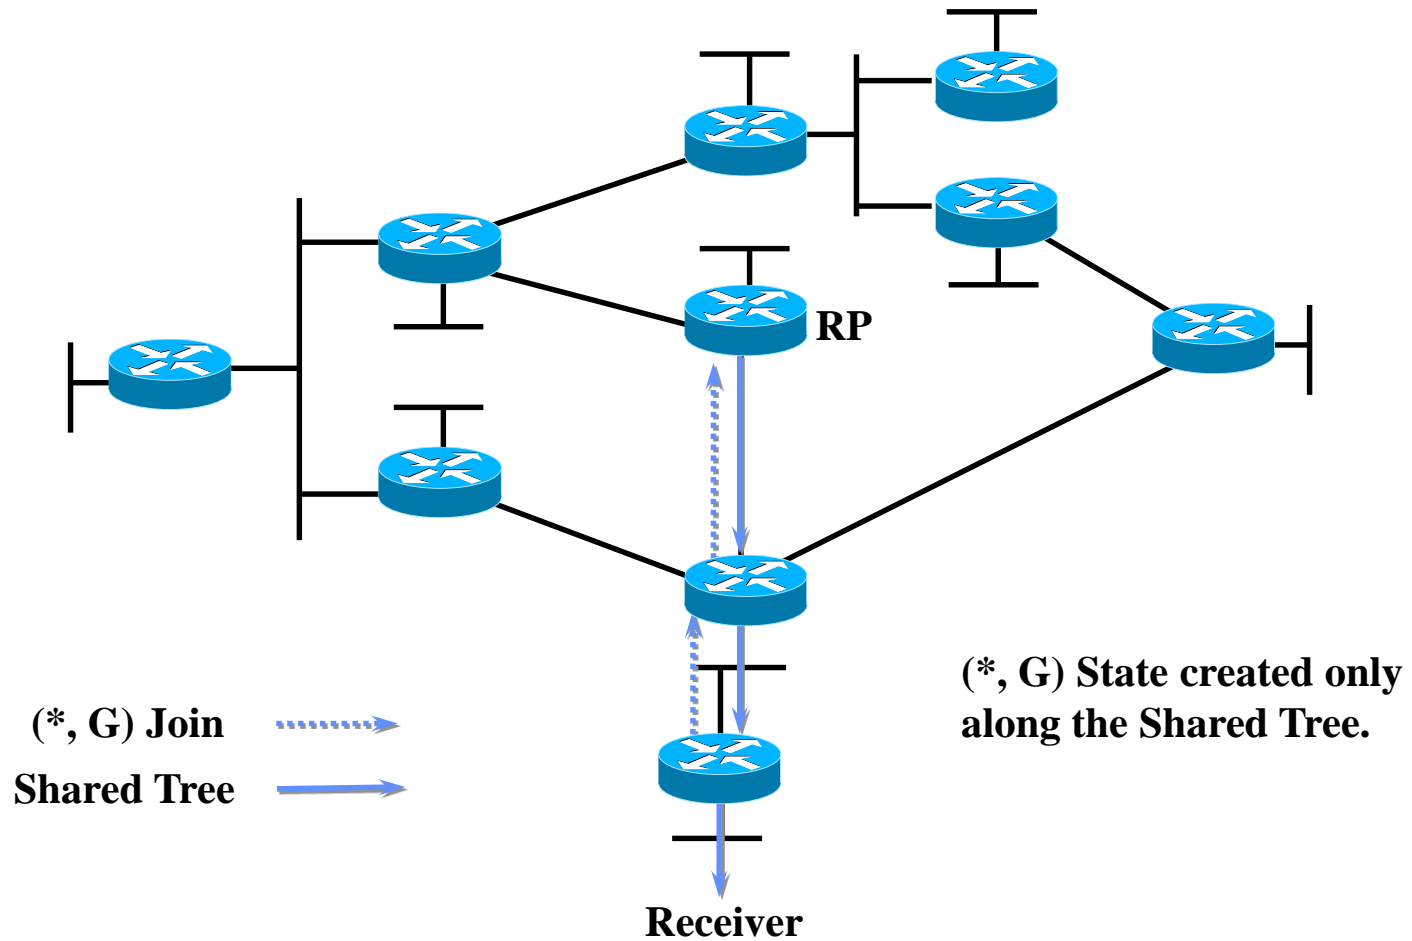 RP
(*, G) State created only
along the Shared Tree.
(*, G) Join
Shared Tree
Receiver